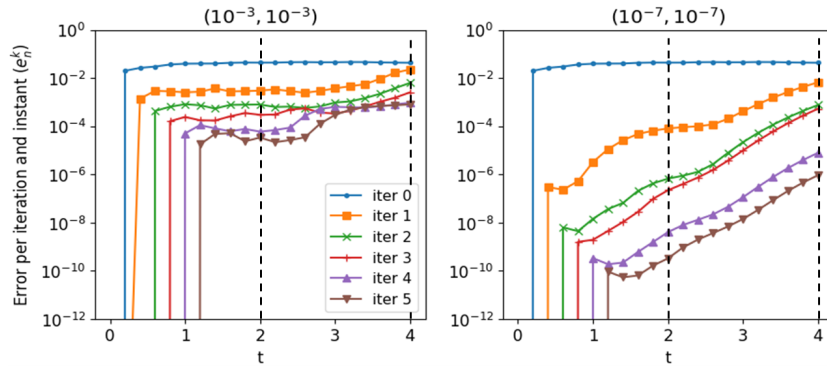 (10⁻³, 10⁻³)
(10⁻⁷, 10⁻⁷)
Error per iteration and instant (eₙᵏ)
10⁰
10⁻²
10⁻⁴
10⁻⁶
10⁻⁸
10⁻¹⁰
10⁻¹²
iter 0
iter 1
iter 2
iter 3
iter 4
iter 5
0 1 2 3 4
t
10⁰
10⁻²
10⁻⁴
10⁻⁶
10⁻⁸
10⁻¹⁰
10⁻¹²
0 1 2 3 4
t